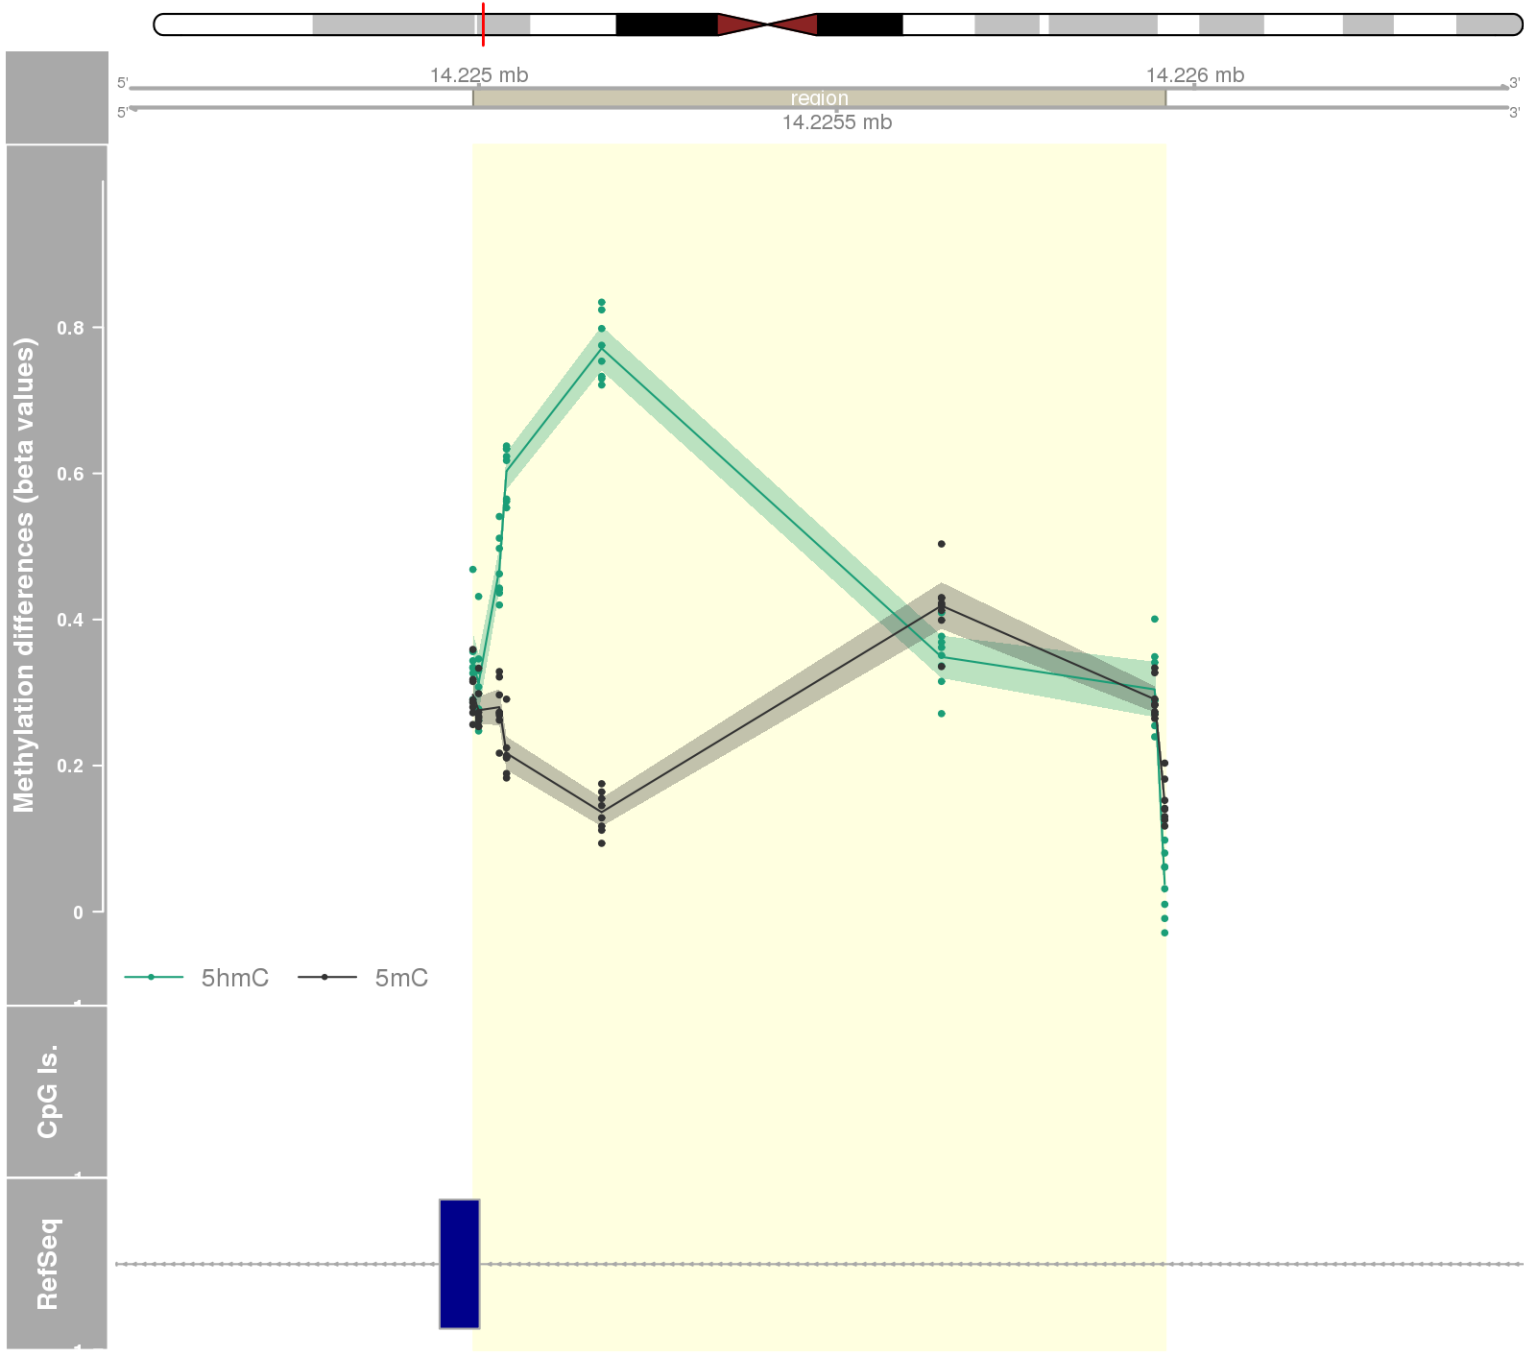 14.225 mb
14.226 mb
5'
3'
region
5'
3'
14.2255 mb
Methylation differences (beta values)
0.8
0.6
0.4
0.2
0
5hmC
5mC
CpG Is.
RefSeq